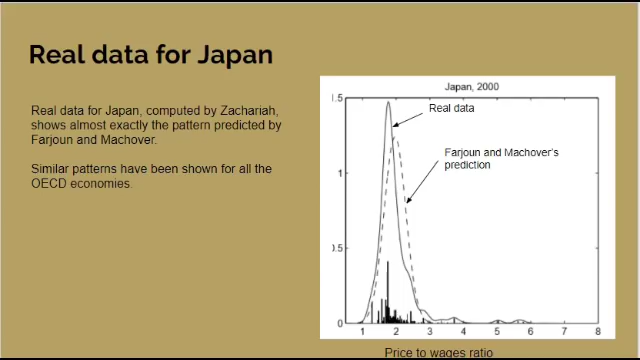 Real data for Japan
Real data for Japan, computed by Zachariah,
shows almost exactly the pattern predicted by
Farjoun and Machover.
Similar patterns have been shown for all the
OECD economies.
Japan, 2000
Real data
Farjoun and Machover's
prediction
1.5
1
0.5
0
1 2 3 4 5 6 7 8
Price to wages ratio